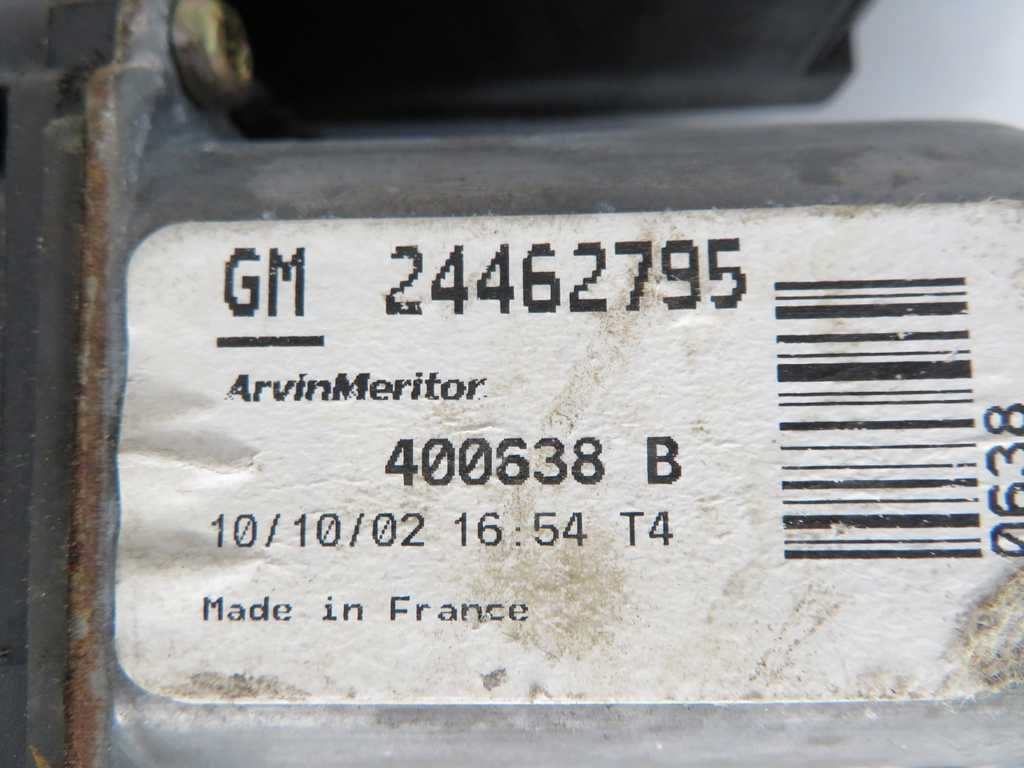 GM 24462795
ArvinMeritor
400638 B
10/10/02 16:54 T4
Made in France
0638